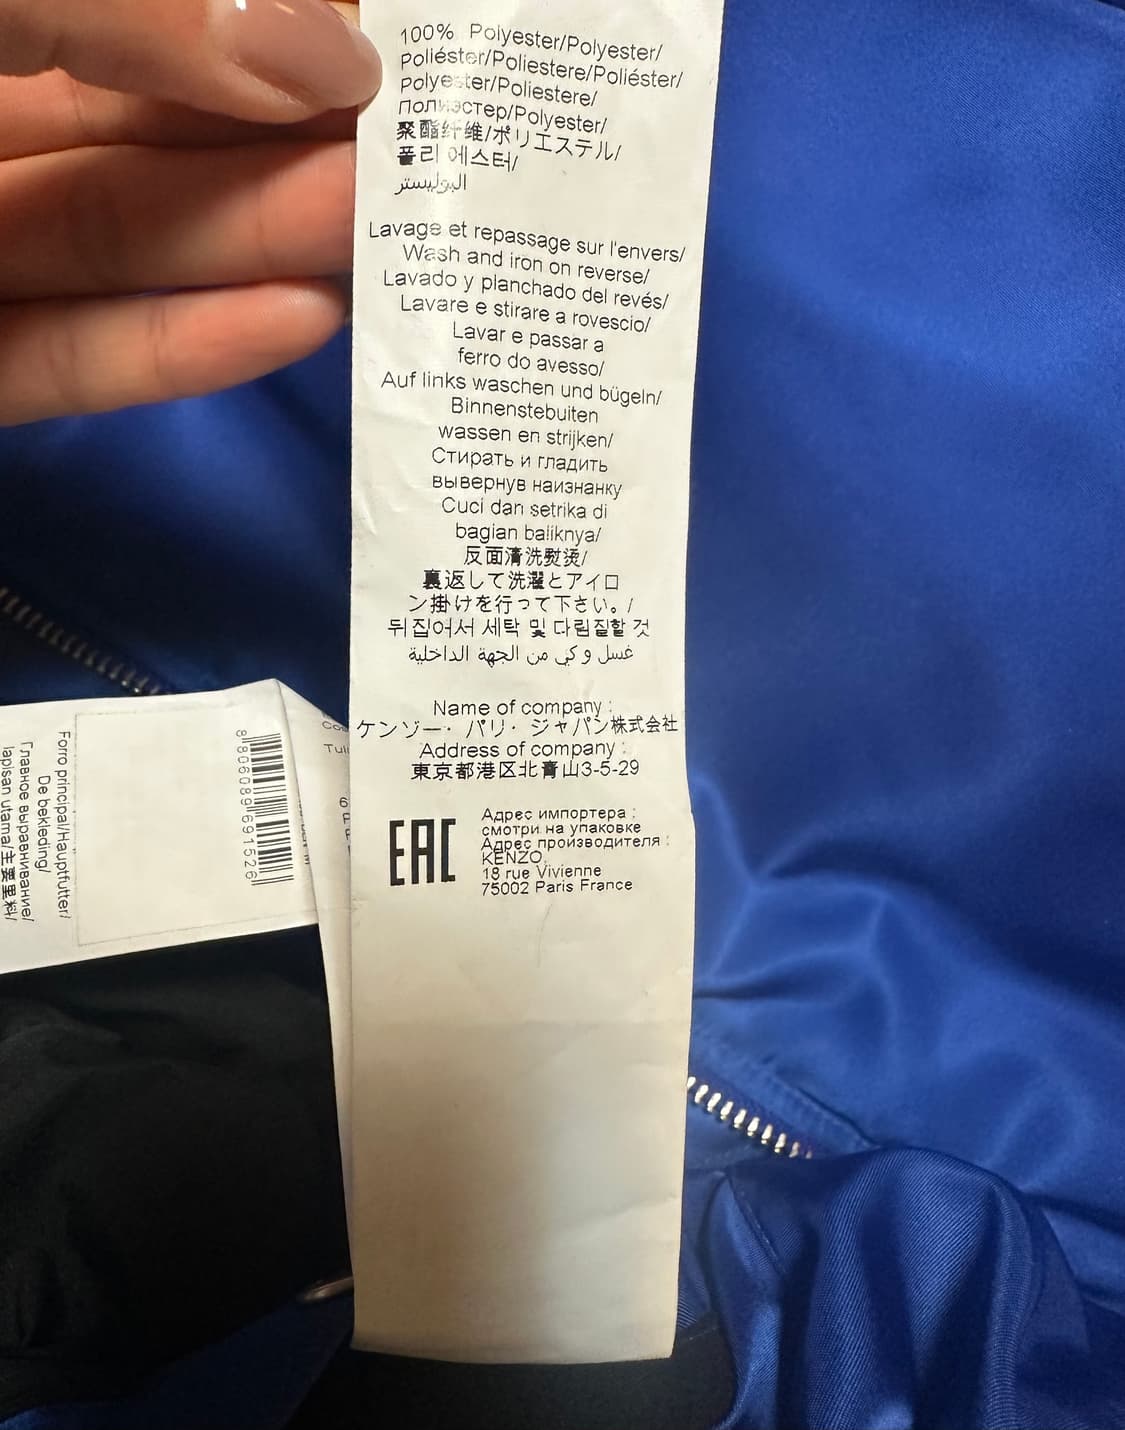 100% Polyester/Polyester/
Poliéster/Poliestere/Poliéster/
Polyester/Poliestere/
Полиэстер/Polyester/
聚酯纤维/ポリエステル/
폴리에스터/
البوليستر
Lavage et repassage sur l'envers/
Wash and iron on reverse/
Lavado y planchado del revés/
Lavare e stirare a rovescio/
Lavar e passar a
ferro do avesso/
Auf links waschen und bügeln/
Binnenstebuiten
wassen en strijken/
Стирать и гладить
вывернув наизнанку
Cuci dan setrika di
bagian baliknya/
反面清洗熨烫/
裏返して洗濯とアイロ
ン掛けを行って下さい。/
뒤집어서 세탁 및 다림질할 것
غسل و كي من الجهة الداخلية
Name of company :
ケンゾー・パリ・ジャパン株式会社
Address of company :
東京都港区北青山3-5-29
EAC
Адрес импортера :
смотри на упаковке
Адрес производителя :
KENZO
18 rue Vivienne
75002 Paris France
8806089691526
Forro principal/Hauptfutter/
De bekleding/
Главное выравнивание/
lapisan utama/主要里料/